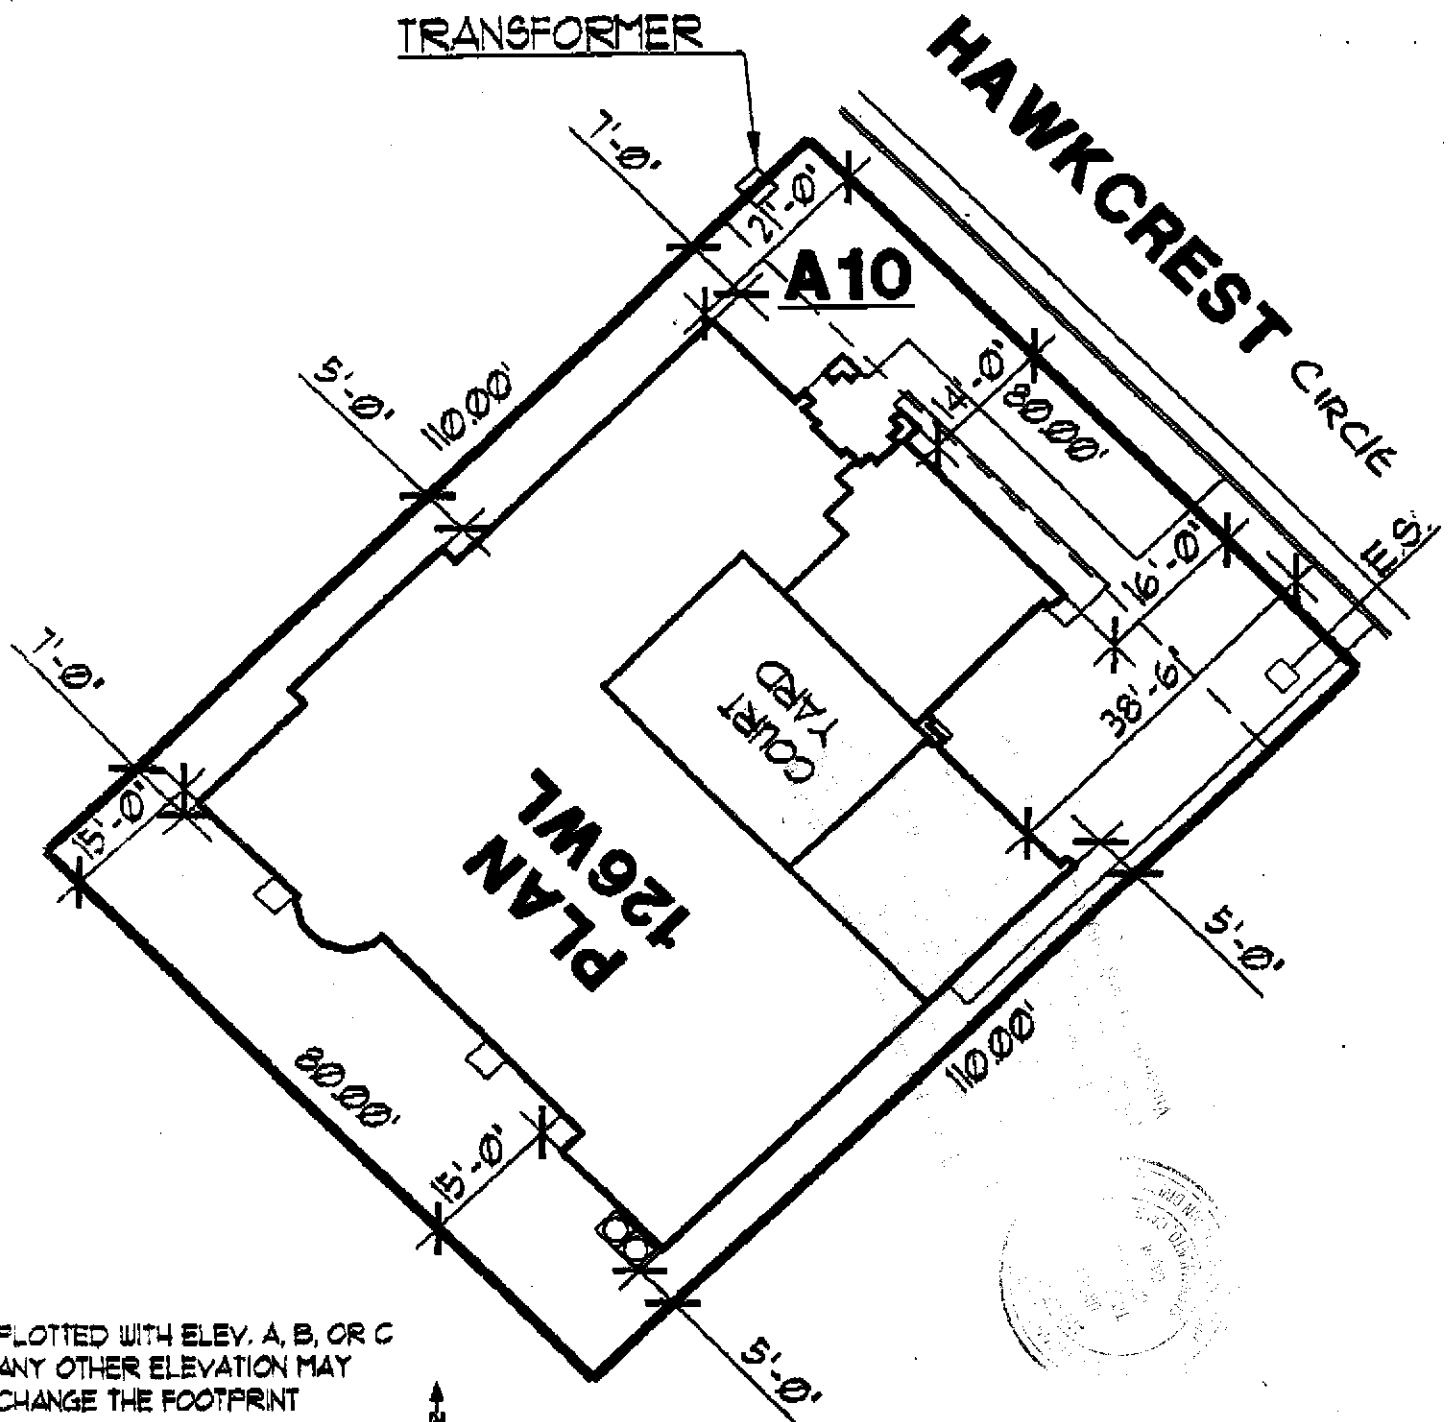 TRANSFORMER
HAWKCREST CIRCLE
7'-0'
21'-0'
A10
5'-0'
110.00'
14'-0'
80.00'
E.S.
16'-0'
7'-0'
38'-6'
COURT
YARD
15'-0'
PLAN
126WL
5'-0'
110.00'
80.00'
15'-0'
5'-0'
PLOTTED WITH ELEV. A, B, OR C
ANY OTHER ELEVATION MAY
CHANGE THE FOOTPRINT